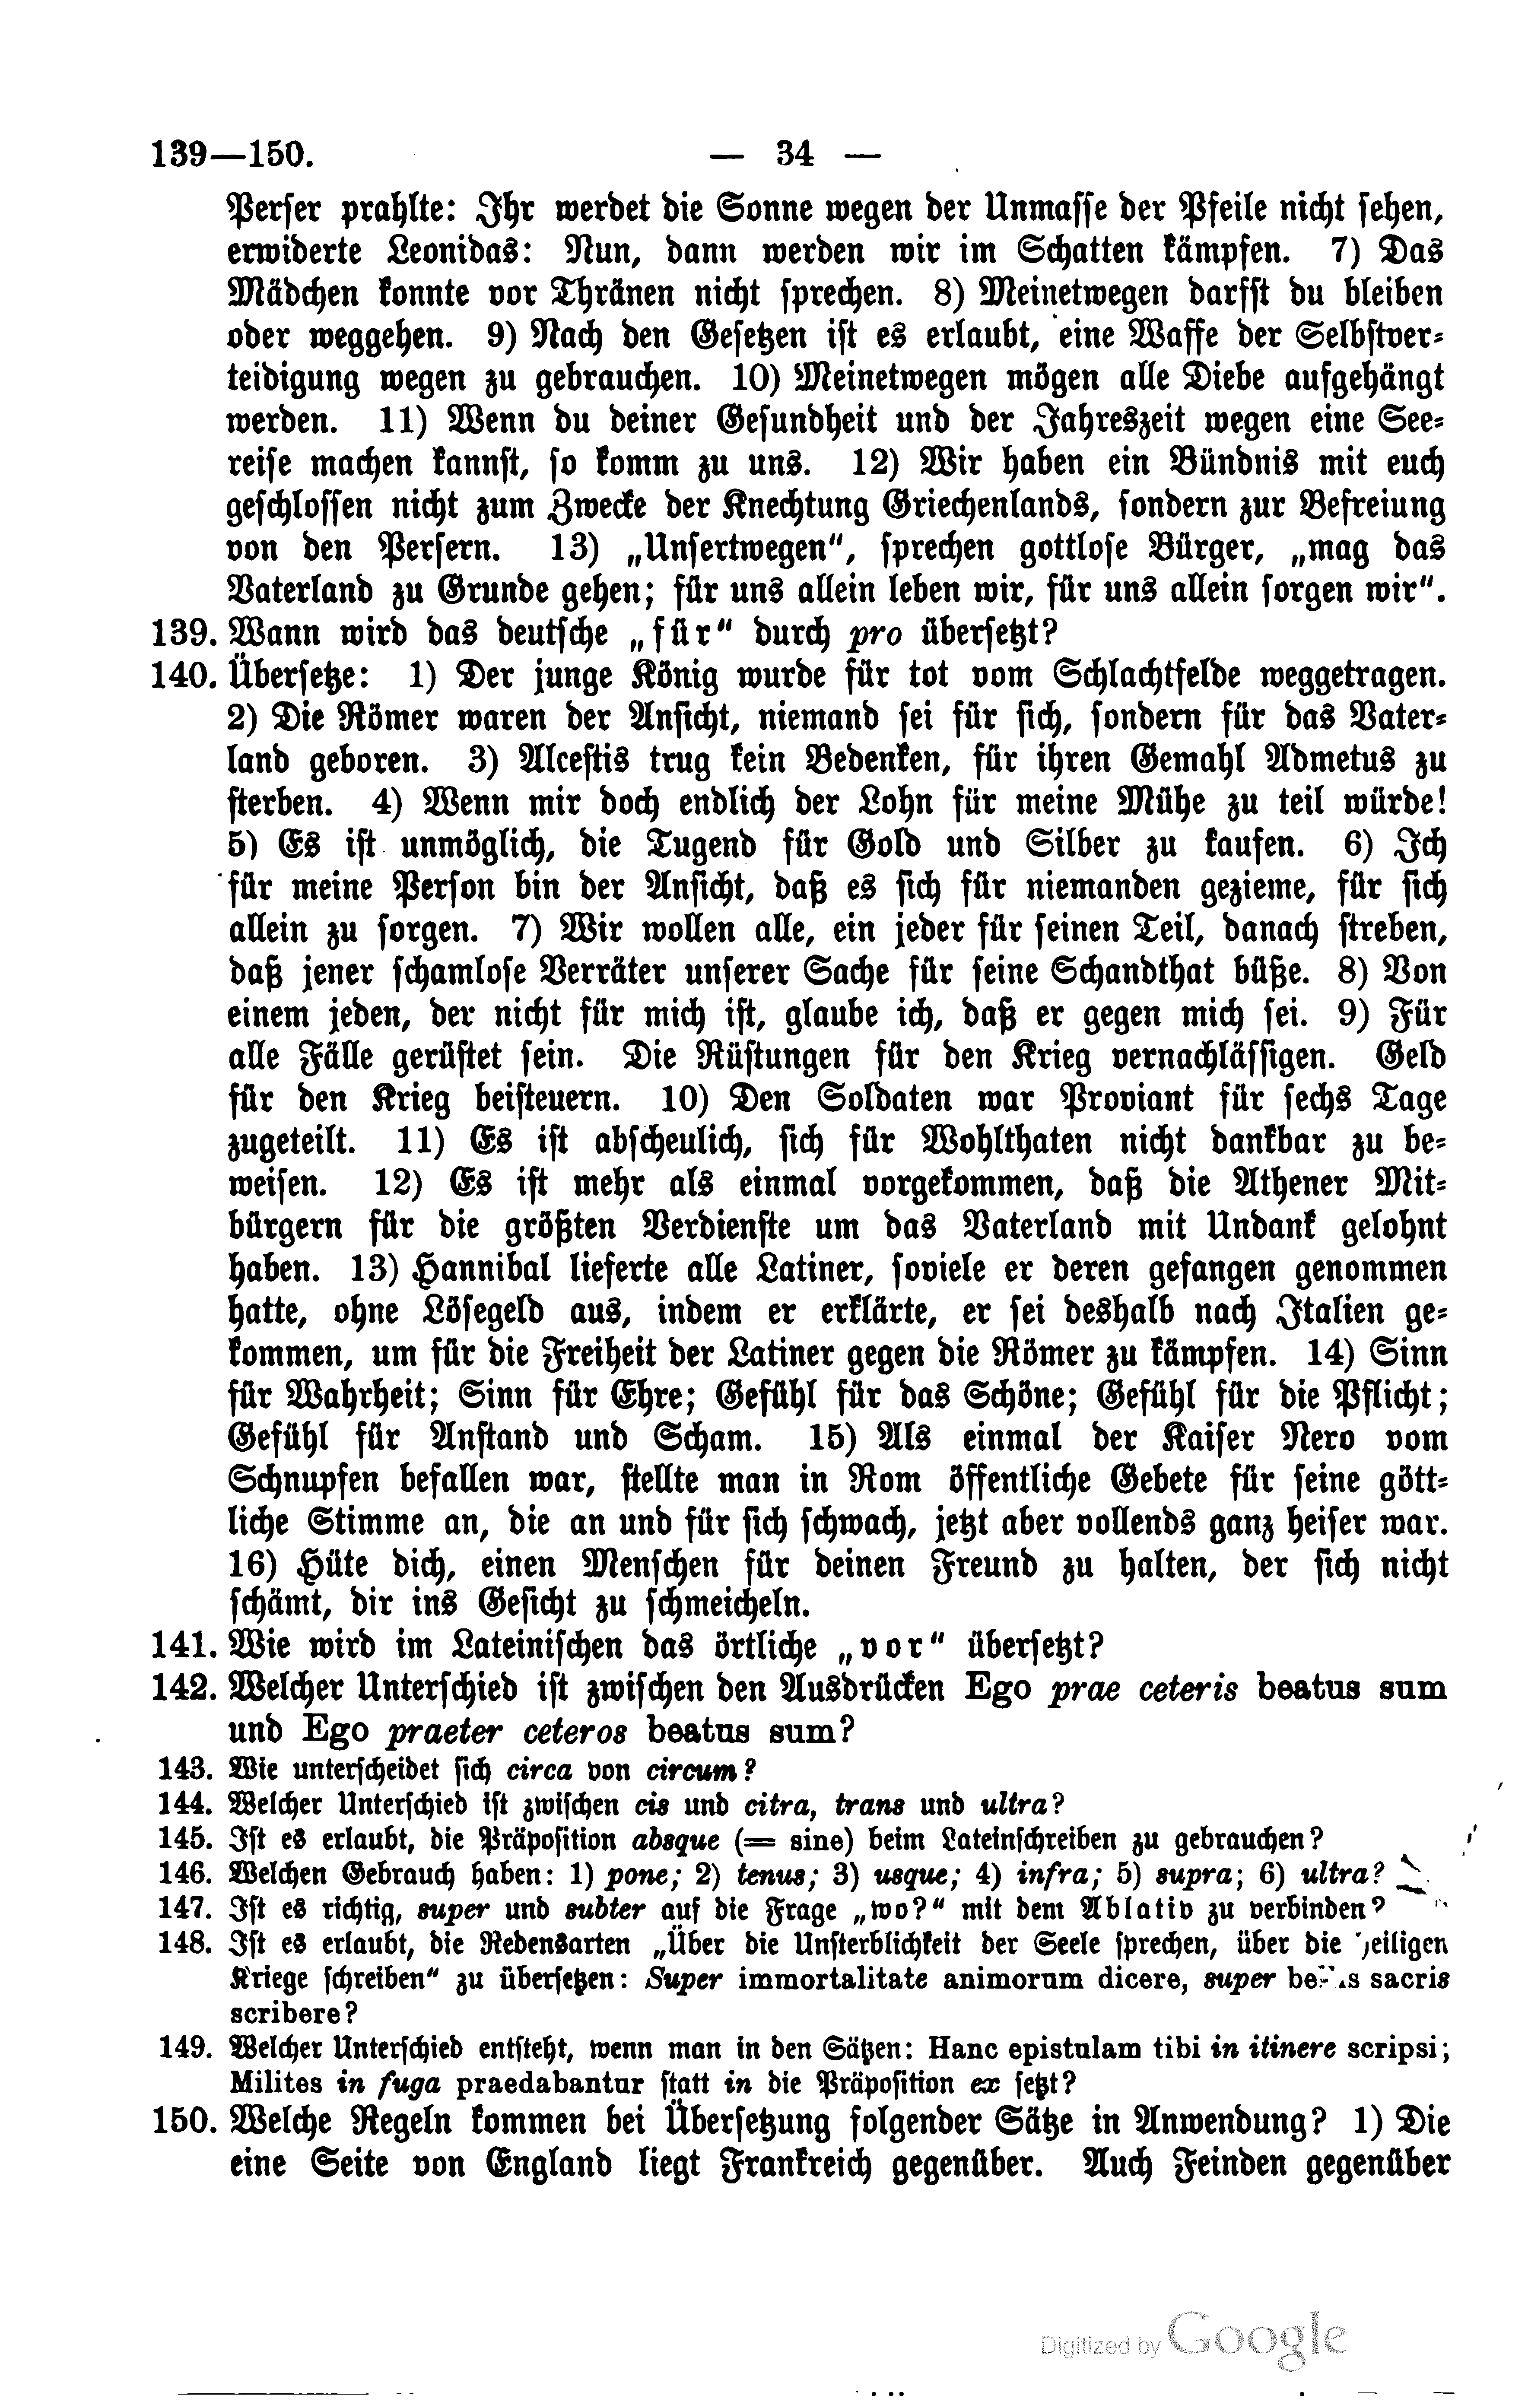 139—150.
— 34 —
Perser prahlte: Ihr werdet die Sonne wegen der Unmasse der Pfeile nicht sehen,
erwiderte Leonidas: Nun, dann werden wir im Schatten kämpfen. 7) Das
Mädchen konnte vor Thränen nicht sprechen. 8) Meinetwegen darfst du bleiben
oder weggehen. 9) Nach den Gesetzen ist es erlaubt, eine Waffe der Selbstver=
teidigung wegen zu gebrauchen. 10) Meinetwegen mögen alle Diebe aufgehängt
werden. 11) Wenn du deiner Gesundheit und der Jahreszeit wegen eine See=
reise machen kannst, so komm zu uns. 12) Wir haben ein Bündnis mit euch
geschlossen nicht zum Zwecke der Knechtung Griechenlands, sondern zur Befreiung
von den Persern. 13) „Unsertwegen“, sprechen gottlose Bürger, „mag das
Vaterland zu Grunde gehen; für uns allein leben wir, für uns allein sorgen wir“.
139. Wann wird das deutsche „für“ durch pro übersetzt?
140. Übersetze: 1) Der junge König wurde für tot vom Schlachtfelde weggetragen.
2) Die Römer waren der Ansicht, niemand sei für sich, sondern für das Vater=
land geboren. 3) Alcestis trug kein Bedenken, für ihren Gemahl Admetus zu
sterben. 4) Wenn mir doch endlich der Lohn für meine Mühe zu teil würde!
5) Es ist unmöglich, die Tugend für Gold und Silber zu kaufen. 6) Ich
für meine Person bin der Ansicht, daß es sich für niemanden gezieme, für sich
allein zu sorgen. 7) Wir wollen alle, ein jeder für seinen Teil, danach streben,
daß jener schamlose Verräter unserer Sache für seine Schandthat büße. 8) Von
einem jeden, der nicht für mich ist, glaube ich, daß er gegen mich sei. 9) Für
alle Fälle gerüstet sein. Die Rüstungen für den Krieg vernachlässigen. Geld
für den Krieg beisteuern. 10) Den Soldaten war Proviant für sechs Tage
zugeteilt. 11) Es ist abscheulich, sich für Wohlthaten nicht dankbar zu be=
weisen. 12) Es ist mehr als einmal vorgekommen, daß die Athener Mit=
bürgern für die größten Verdienste um das Vaterland mit Undank gelohnt
haben. 13) Hannibal lieferte alle Latiner, soviele er deren gefangen genommen
hatte, ohne Lösegeld aus, indem er erklärte, er sei deshalb nach Italien ge=
kommen, um für die Freiheit der Latiner gegen die Römer zu kämpfen. 14) Sinn
für Wahrheit; Sinn für Ehre; Gefühl für das Schöne; Gefühl für die Pflicht;
Gefühl für Anstand und Scham. 15) Als einmal der Kaiser Nero vom
Schnupfen befallen war, stellte man in Rom öffentliche Gebete für seine gött=
liche Stimme an, die an und für sich schwach, jetzt aber vollends ganz heiser war.
16) Hüte dich, einen Menschen für deinen Freund zu halten, der sich nicht
schämt, dir ins Gesicht zu schmeicheln.
141. Wie wird im Lateinischen das örtliche „vor“ übersetzt?
142. Welcher Unterschied ist zwischen den Ausdrücken Ego prae ceteris beatus sum
und Ego praeter ceteros beatus sum?
143. Wie unterscheidet sich circa von circum?
144. Welcher Unterschied ist zwischen cis und citra, trans und ultra?
145. Ist es erlaubt, die Präposition absque (= sine) beim Lateinschreiben zu gebrauchen?
146. Welchen Gebrauch haben: 1) pone; 2) tenus; 3) usque; 4) infra; 5) supra; 6) ultra?
147. Ist es richtig, super und subter auf die Frage „wo?“ mit dem Ablativ zu verbinden?
148. Ist es erlaubt, die Redensarten „Über die Unsterblichkeit der Seele sprechen, über die heiligen
Kriege schreiben“ zu übersetzen: Super immortalitate animorum dicere, super bellis sacris
scribere?
149. Welcher Unterschied entsteht, wenn man in den Sätzen: Hanc epistulam tibi in itinere scripsi;
Milites in fuga praedabantur statt in die Präposition ex setzt?
150. Welche Regeln kommen bei Übersetzung folgender Sätze in Anwendung? 1) Die
eine Seite von England liegt Frankreich gegenüber. Auch Feinden gegenüber
Digitized by Google